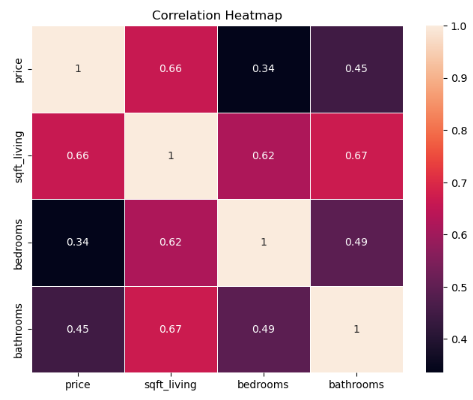 Correlation Heatmap
price 1 0.66 0.34 0.45
sqft_living 0.66 1 0.62 0.67
bedrooms 0.34 0.62 1 0.49
bathrooms 0.45 0.67 0.49 1
price sqft_living bedrooms bathrooms
1.0
0.9
0.8
0.7
0.6
0.5
0.4